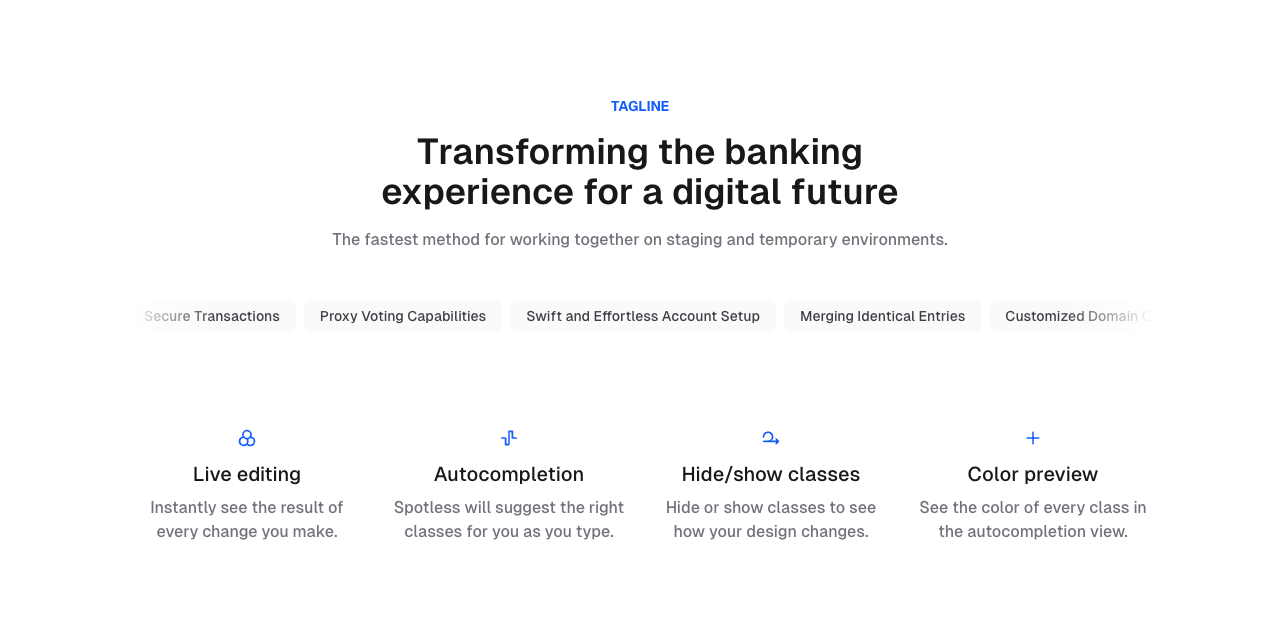 TAGLINE
Transforming the banking
experience for a digital future
The fastest method for working together on staging and temporary environments.
Secure Transactions
Proxy Voting Capabilities
Swift and Effortless Account Setup
Merging Identical Entries
Customized Domain
Live editing
Instantly see the result of
every change you make.
Autocompletion
Spotless will suggest the right
classes for you as you type.
Hide/show classes
Hide or show classes to see
how your design changes.
Color preview
See the color of every class in
the autocompletion view.